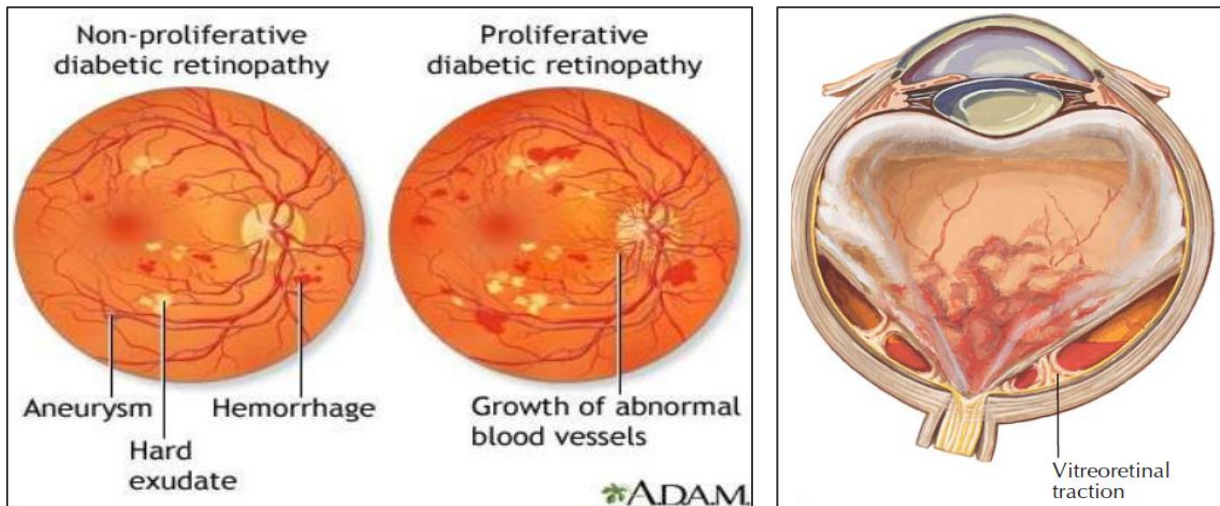 Non-proliferative
diabetic retinopathy
Proliferative
diabetic retinopathy
Aneurysm
Hemorrhage
Hard
exudate
Growth of abnormal
blood vessels
A.D.A.M.
Vitreoretinal
traction